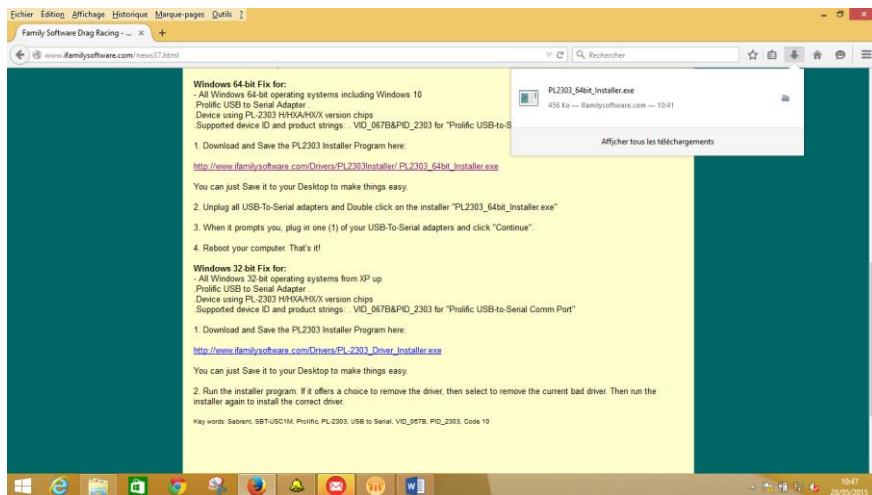 Fichier Édition Affichage Historique Marque-pages Outils ?
Family Software Drag Racing - ... × +
www.ifamilysoftware.com/news37.html
Rechercher
PL2303_64bit_Installer.exe
456 Ko — ifamilysoftware.com — 10:41
Afficher tous les téléchargements
Windows 64-bit Fix for:
- All Windows 64-bit operating systems including Windows 10
.Prolific USB to Serial Adapter .
.Device using PL-2303 H/HXA/HX/X version chips
.Supported device ID and product strings: . VID_067B&PID_2303 for "Prolific USB-to-S
1. Download and Save the PL2303 Installer Program here:
http://www.ifamilysoftware.com/Drivers/PL2303Installer/ PL2303_64bit_Installer.exe
You can just Save it to your Desktop to make things easy.
2. Unplug all USB-To-Serial adapters and Double click on the installer "PL2303_64bit_Installer.exe"
3. When it prompts you, plug in one (1) of your USB-To-Serial adapters and click "Continue".
4. Reboot your computer. That's it!
Windows 32-bit Fix for:
- All Windows 32-bit operating systems from XP up
.Prolific USB to Serial Adapter .
.Device using PL-2303 H/HXA/HX/X version chips
.Supported device ID and product strings: . VID_067B&PID_2303 for "Prolific USB-to-Serial Comm Port"
1. Download and Save the PL2303 Installer Program here:
http://www.ifamilysoftware.com/Drivers/PL-2303_Driver_Installer.exe
You can just Save it to your Desktop to make things easy.
2. Run the installer program. If it offers a choice to remove the driver, then select to remove the current bad driver. Then run the
installer again to install the correct driver.
Key words: Sabrent, SBT-USC1M, Prolific, PL-2303, USB to Serial, VID_067B, PID_2303, Code 10
10:47
28/05/2015